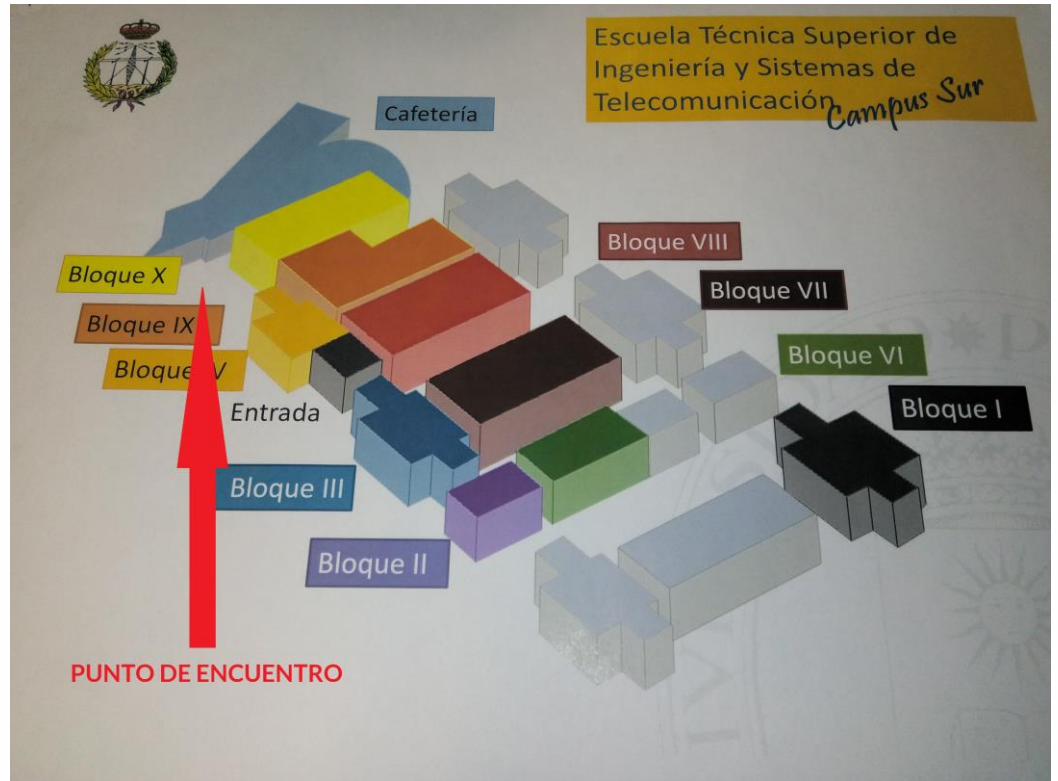 Escuela Técnica Superior de
Ingeniería y Sistemas de
Telecomunicación
Campus Sur
Cafetería
Bloque VIII
Bloque X
Bloque VII
Bloque IX
Bloque VI
Bloque V
Entrada
Bloque I
Bloque III
Bloque II
PUNTO DE ENCUENTRO